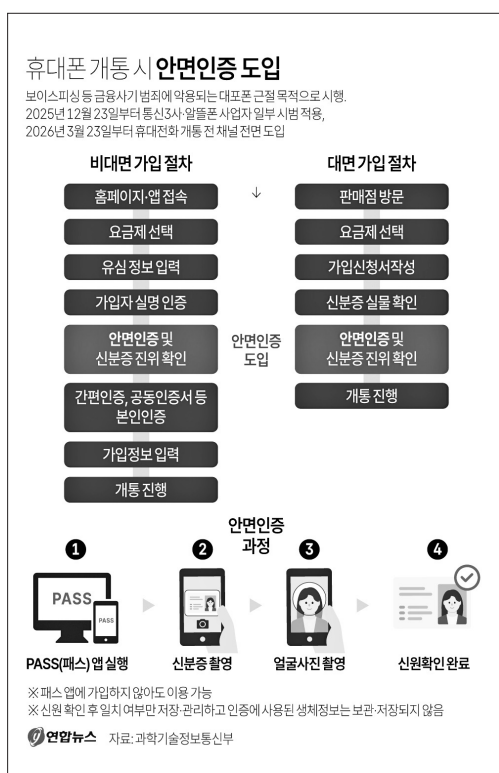 휴대폰 개통 시 안면인증 도입
보이스피싱 등 금융사기 범죄에 악용되는 대포폰 근절 목적으로 시행.
2025년 12월 23일부터 통신3사·알뜰폰 사업자 일부 시범 적용,
2026년 3월 23일부터 휴대전화 개통 전 채널 전면 도입
비대면 가입 절차
홈페이지·앱 접속
요금제 선택
유심 정보 입력
가입자 실명 인증
안면인증 및
신분증 진위 확인
간편인증, 공동인증서 등
본인인증
가입정보 입력
개통 진행
↓
안면인증
도입
대면 가입 절차
판매점 방문
요금제 선택
가입신청서작성
신분증 실물 확인
안면인증 및
신분증 진위 확인
개통 진행
안면인증
과정
1
PASS
PASS
PASS(패스) 앱 실행
2
신분증 촬영
3
얼굴사진 촬영
4
신원확인 완료
※ 패스 앱에 가입하지 않아도 이용 가능
※ 신원 확인 후 일치 여부만 저장·관리하고 인증에 사용된 생체정보는 보관·저장되지 않음
연합뉴스 자료: 과학기술정보통신부